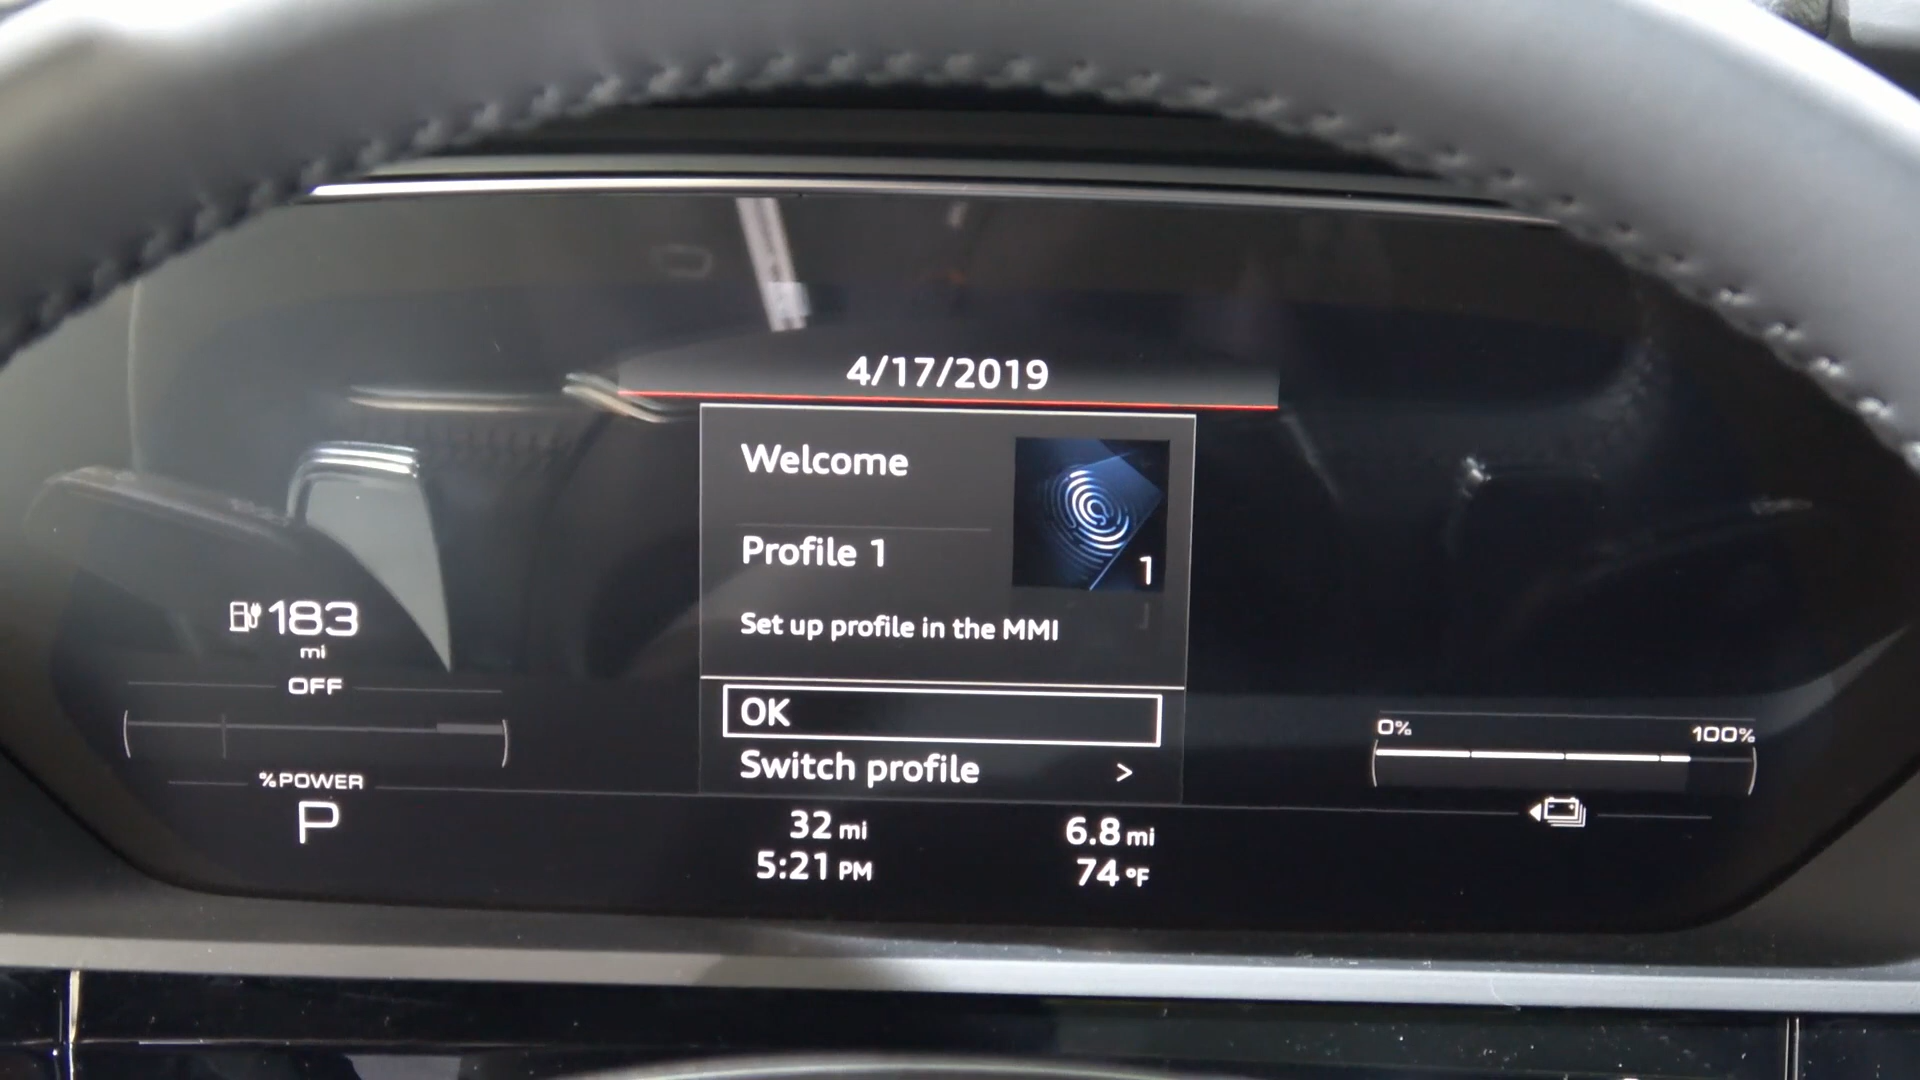 4/17/2019
Welcome
Profile 1
1
Set up profile in the MMI
OK
Switch profile >
183
mi
OFF
%POWER
P
0% 100%
32 mi 6.8 mi
5:21 PM 74 °F